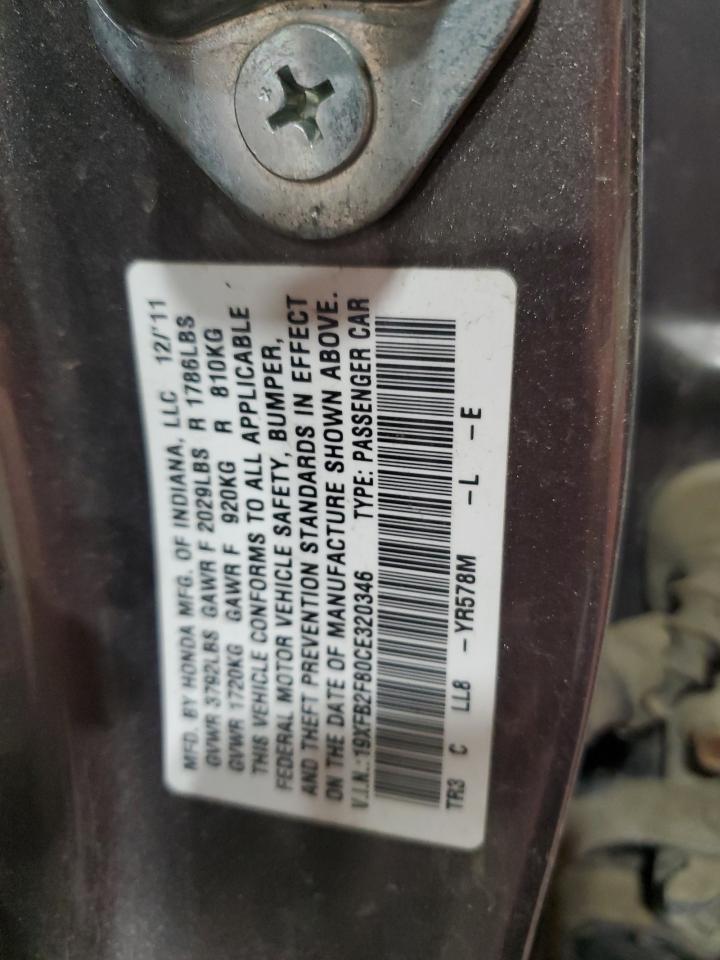 MFD. BY HONDA MFG. OF INDIANA, LLC 12/'11
GVWR 3792LBS GAWR F 2029LBS R 1786LBS
GVWR 1720KG GAWR F 920KG R 810KG
THIS VEHICLE CONFORMS TO ALL APPLICABLE
FEDERAL MOTOR VEHICLE SAFETY, BUMPER,
AND THEFT PREVENTION STANDARDS IN EFFECT
ON THE DATE OF MANUFACTURE SHOWN ABOVE.
V.I.N.: 19XFB2F80CE320346 TYPE: PASSENGER CAR
TR3 C LL8 -YR578M -L -E